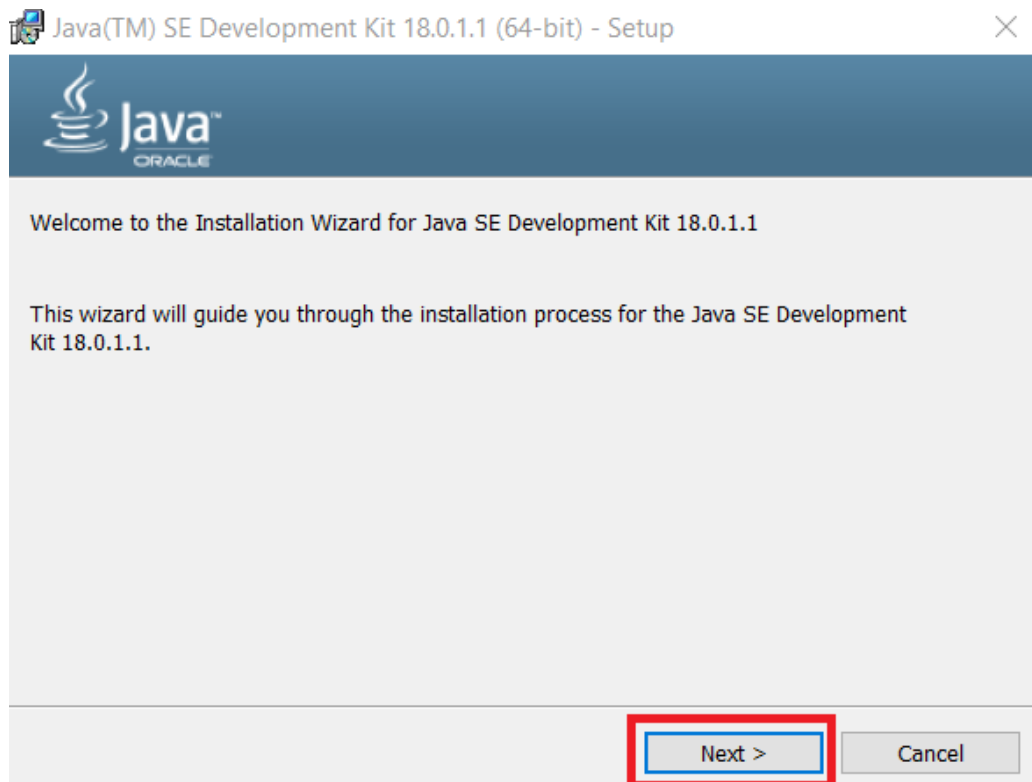 Java(TM) SE Development Kit 18.0.1.1 (64-bit) - Setup
Java™
ORACLE
Welcome to the Installation Wizard for Java SE Development Kit 18.0.1.1
This wizard will guide you through the installation process for the Java SE Development
Kit 18.0.1.1.
Next >
Cancel